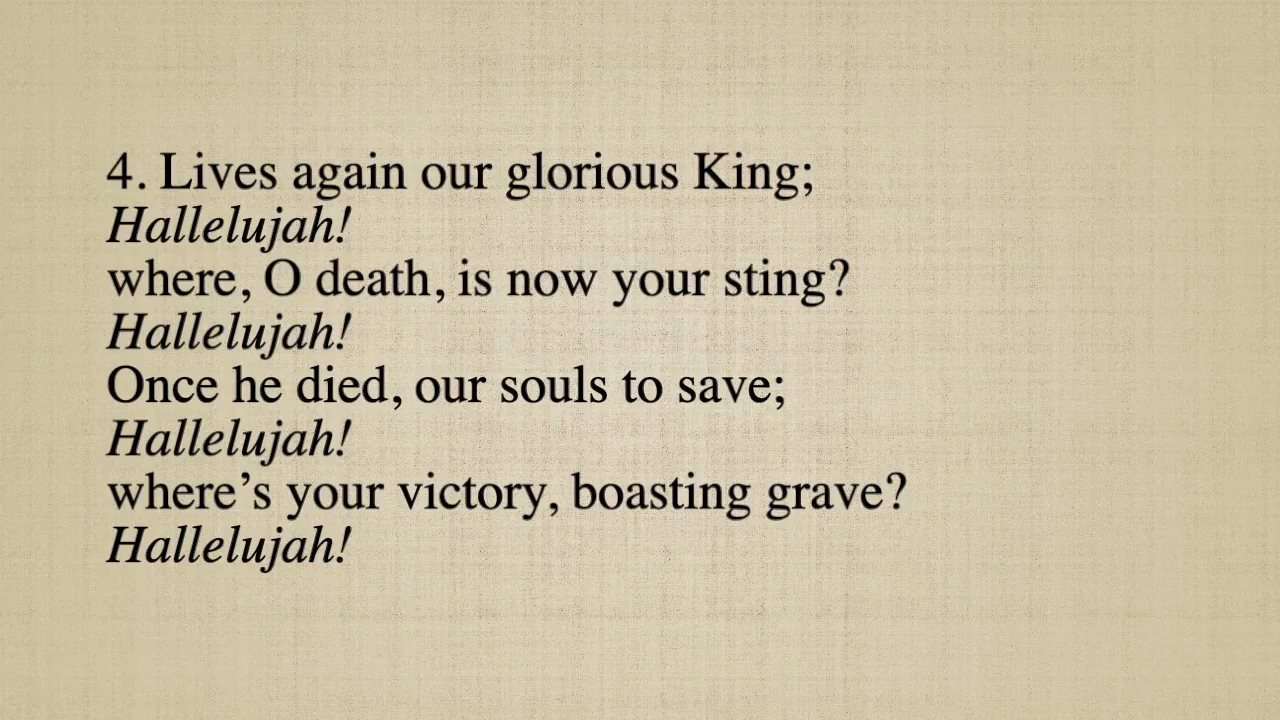 4. Lives again our glorious King;
Hallelujah!
where, O death, is now your sting?
Hallelujah!
Once he died, our souls to save;
Hallelujah!
where’s your victory, boasting grave?
Hallelujah!